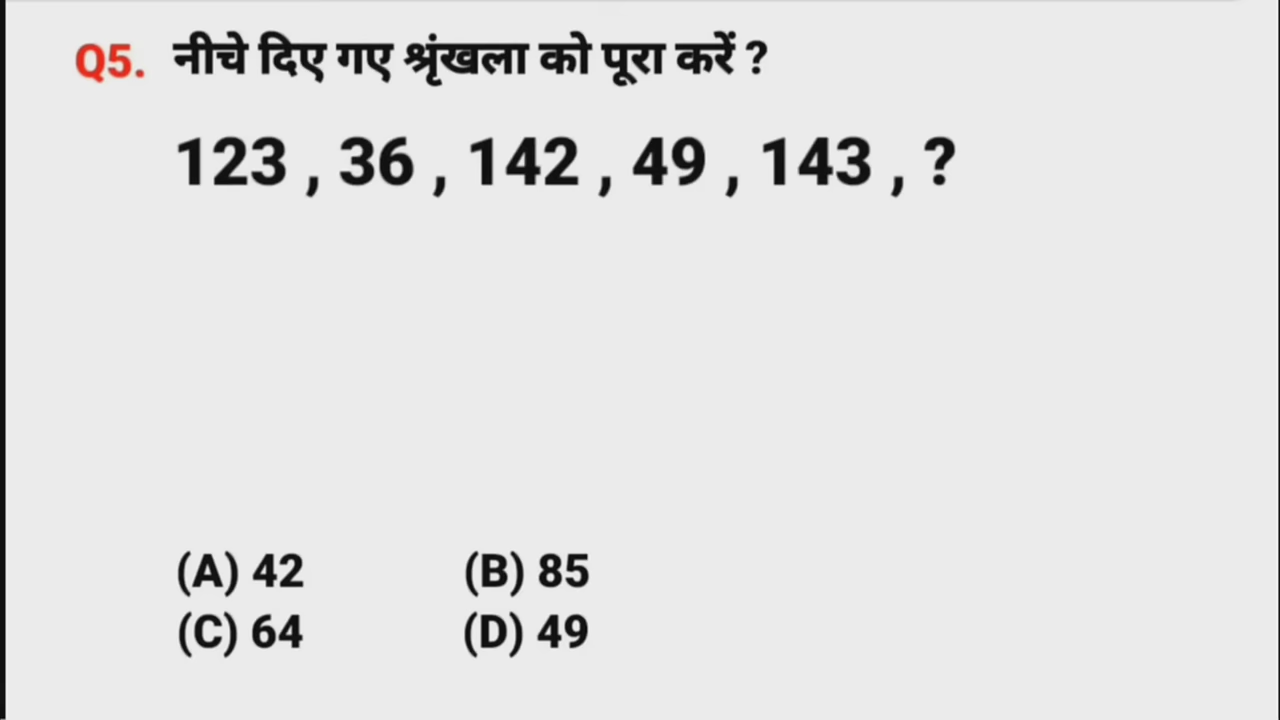 Q5. नीचे दिए गए श्रृंखला को पूरा करें ?
123 , 36 , 142 , 49 , 143 , ?
(A) 42 (B) 85
(C) 64 (D) 49